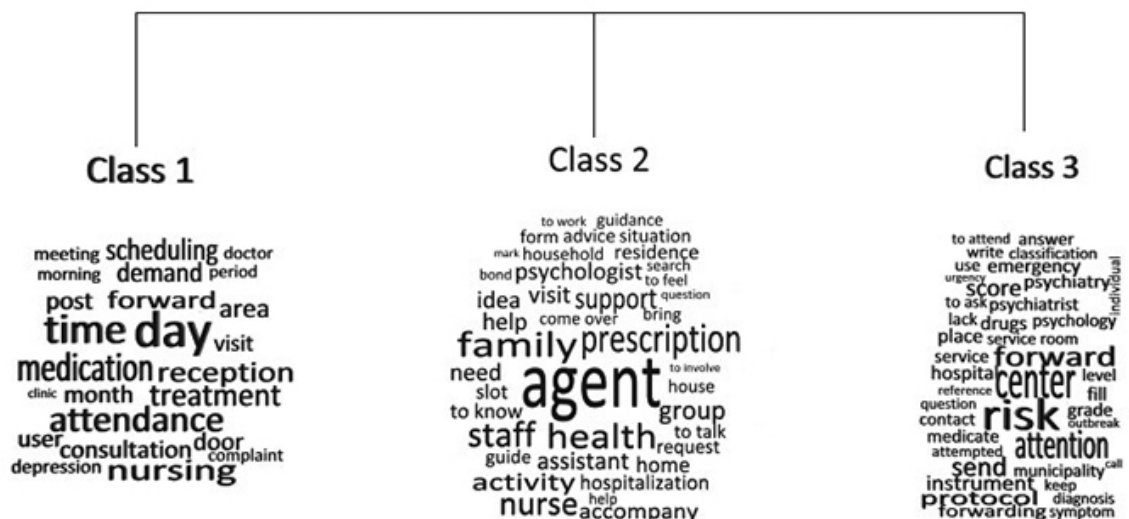 Class 1
meeting scheduling doctor
morning demand period
post forward area
time day visit
medication reception
clinic month treatment
attendance
user consultation door
depression nursing complaint
Class 2
to work guidance
form advice situation
mark household residence
bond psychologist search
to feel
idea visit support question
help come over bring
family prescription
need agent to involve
slot house
to know group
staff health to talk
request
guide assistant home
activity hospitalization
nurse help accompany
Class 3
to attend answer
write classification
use emergency individual
urgency score psychiatry
to ask psychiatrist
lack drugs psychology
place service room
service forward
hospital center level
reference fill
question risk grade
contact outbreak
medicate attention
attempted
send municipality call
instrument keep
protocol diagnosis
forwarding symptom